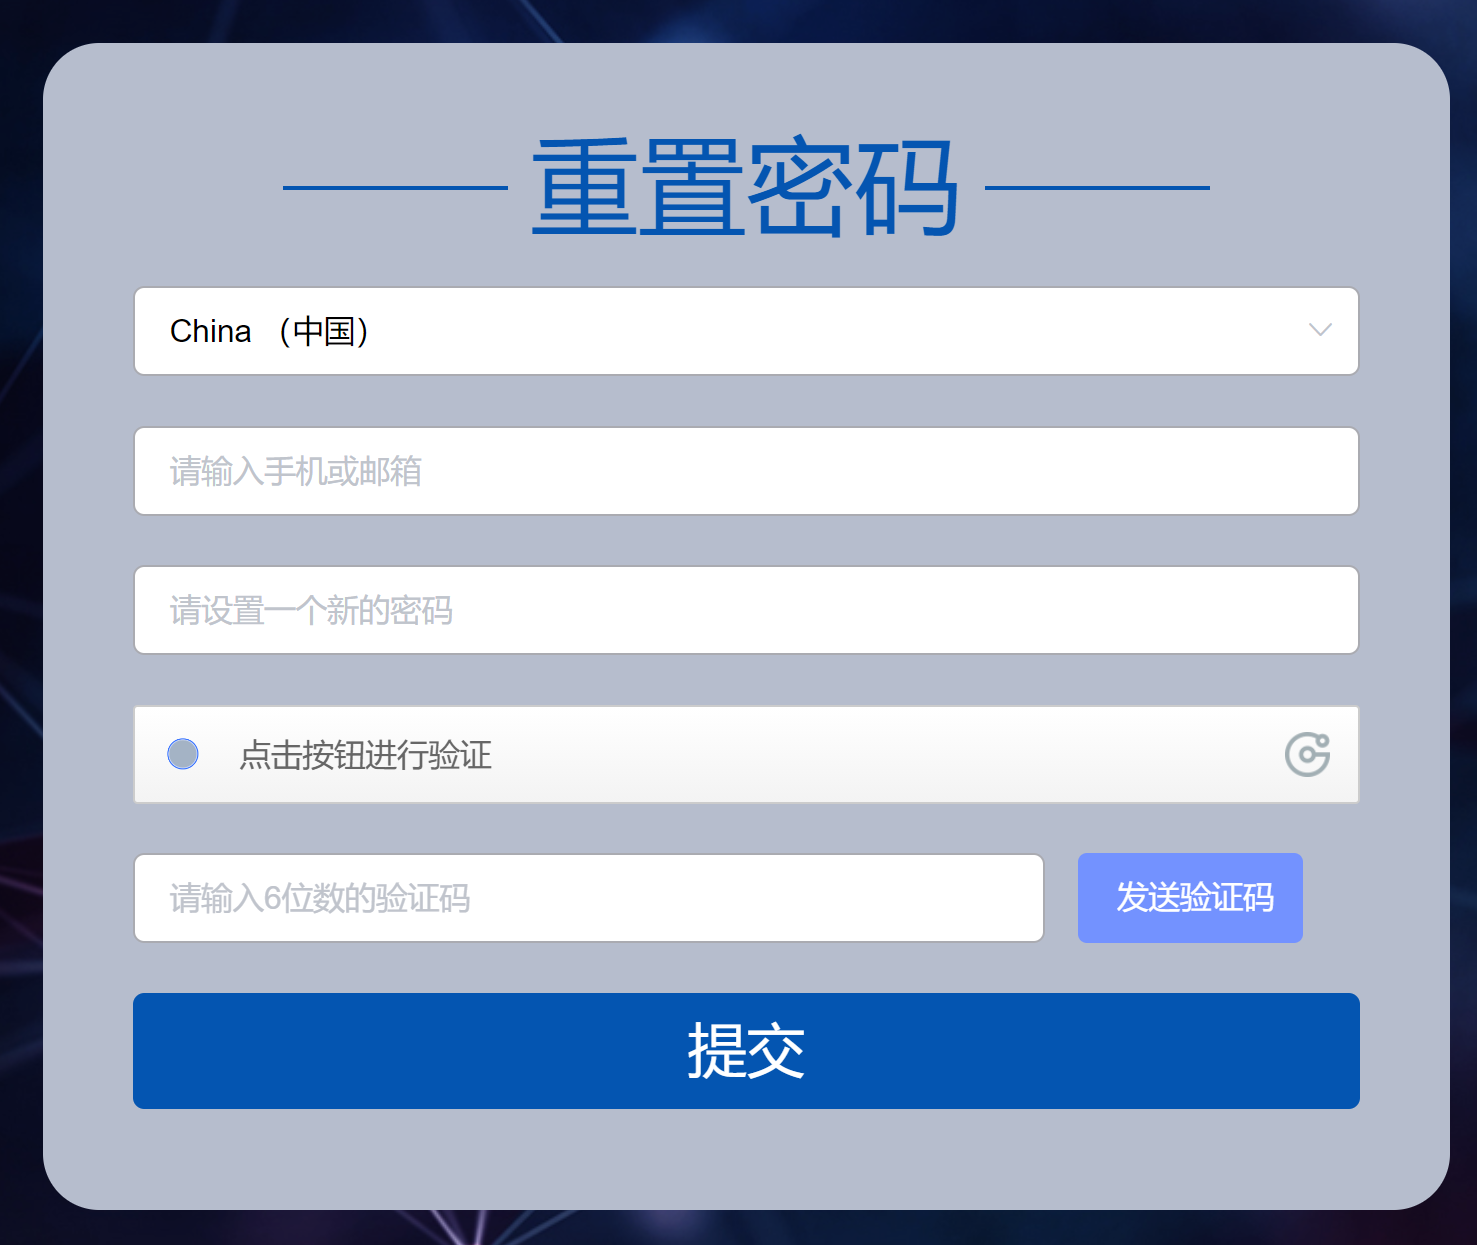 重置密码
China （中国）
请输入手机或邮箱
请设置一个新的密码
点击按钮进行验证
请输入6位数的验证码
发送验证码
提交